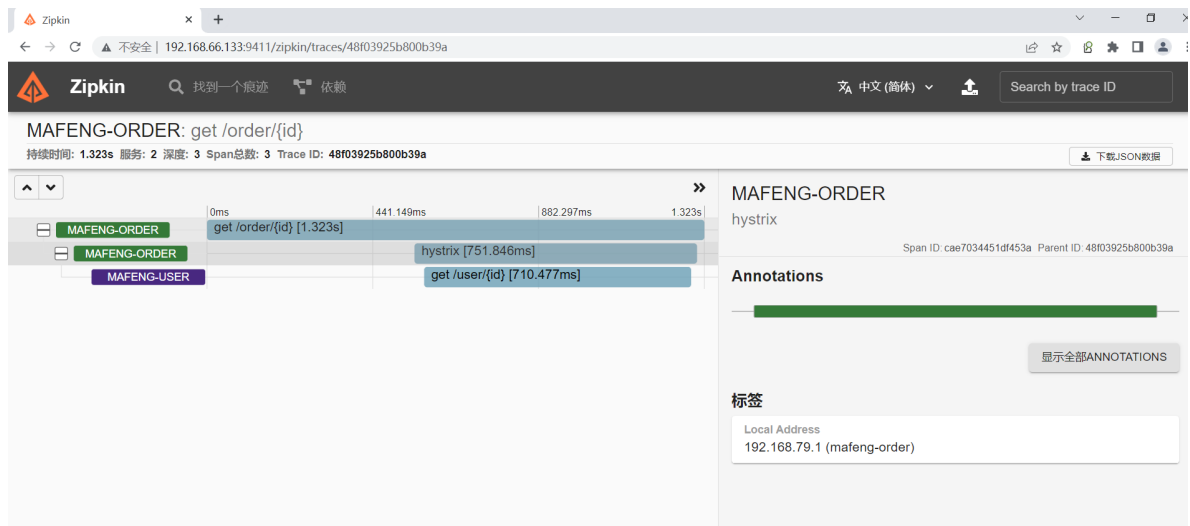 Zipkin
不安全 | 192.168.66.133:9411/zipkin/traces/48f03925b800b39a
Zipkin 找到一个痕迹 依赖 中文 (简体) Search by trace ID
MAFENG-ORDER: get /order/{id}
持续时间: 1.323s 服务: 2 深度: 3 Span总数: 3 Trace ID: 48f03925b800b39a 下载JSON数据
0ms 441.149ms 882.297ms 1.323s
MAFENG-ORDER get /order/{id} [1.323s]
MAFENG-ORDER hystrix [751.846ms]
MAFENG-USER get /user/{id} [710.477ms]
MAFENG-ORDER
hystrix
Span ID: cae7034451df453a Parent ID: 48f03925b800b39a
Annotations
显示全部ANNOTATIONS
标签
Local Address
192.168.79.1 (mafeng-order)